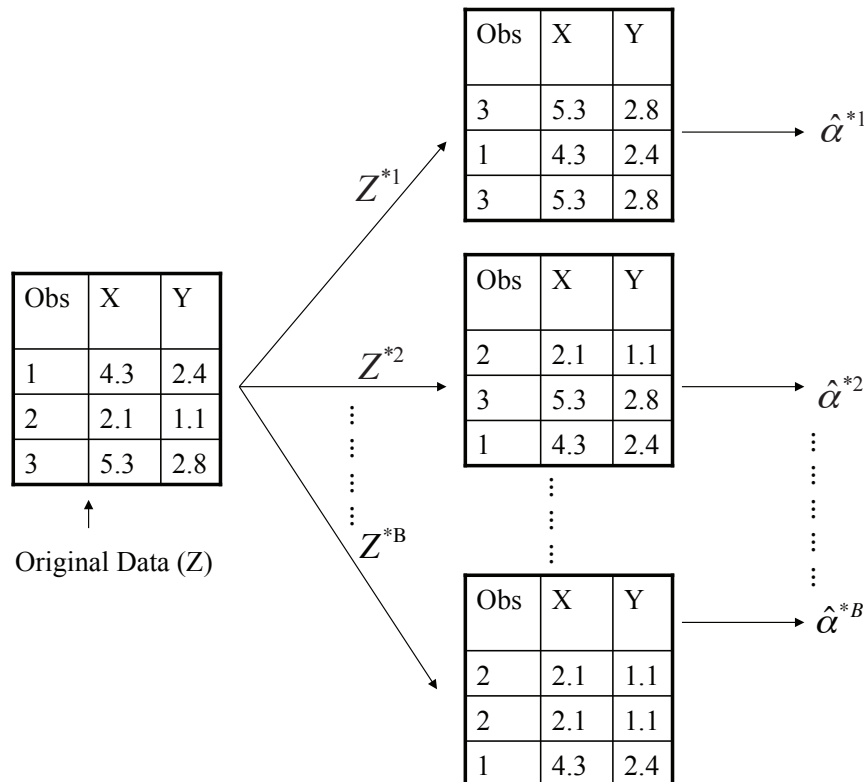 Obs X Y
3 5.3 2.8
1 4.3 2.4
3 5.3 2.8
α̂*1
Z*1
Obs X Y
1 4.3 2.4
2 2.1 1.1
3 5.3 2.8
Original Data (Z)
Z*2
Obs X Y
2 2.1 1.1
3 5.3 2.8
1 4.3 2.4
α̂*2
Z*B
Obs X Y
2 2.1 1.1
2 2.1 1.1
1 4.3 2.4
α̂*B